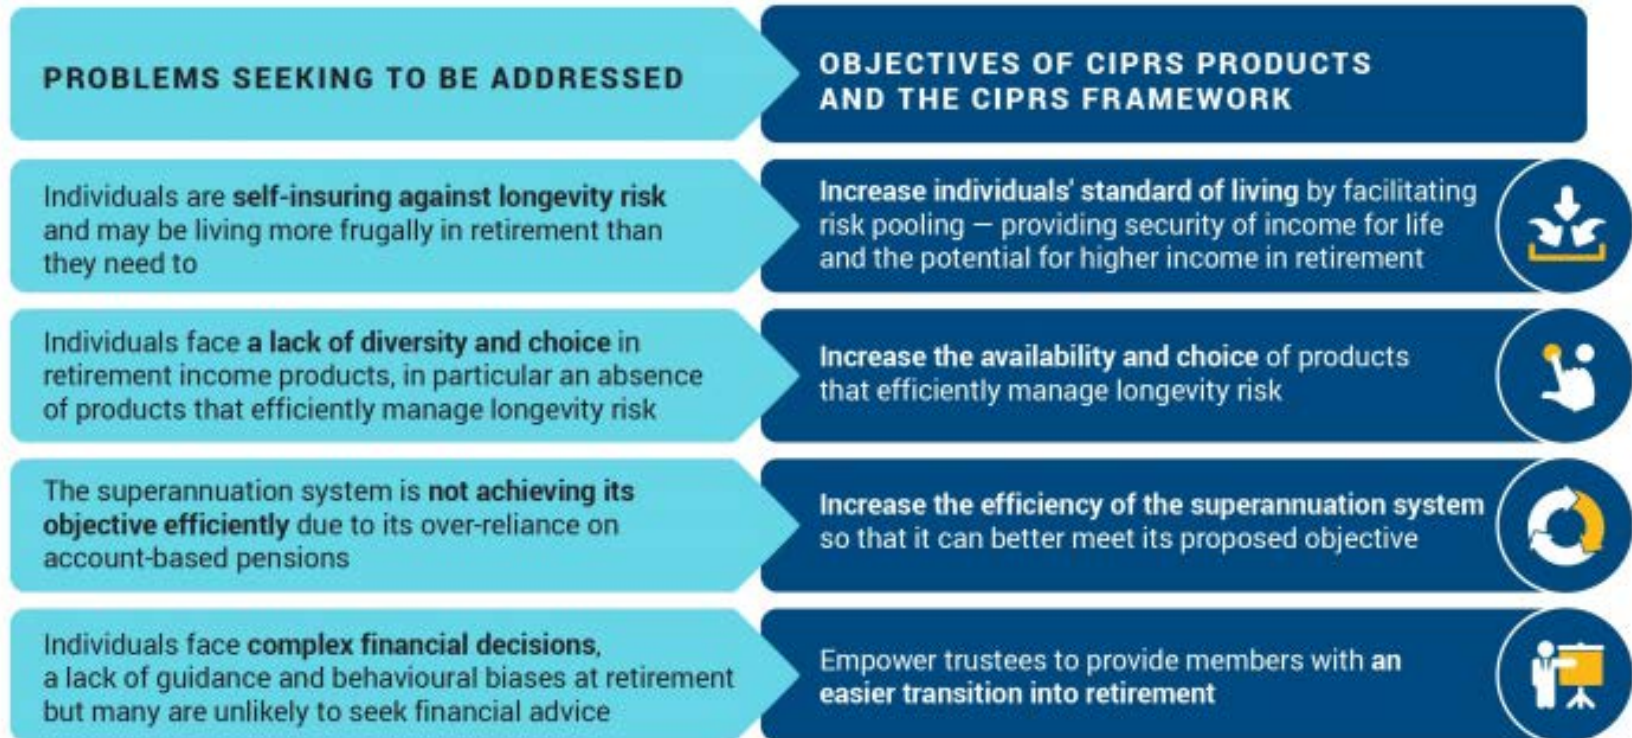 PROBLEMS SEEKING TO BE ADDRESSED
OBJECTIVES OF CIPRS PRODUCTS
AND THE CIPRS FRAMEWORK
Individuals are self-insuring against longevity risk
and may be living more frugally in retirement than
they need to
Increase individuals' standard of living by facilitating
risk pooling — providing security of income for life
and the potential for higher income in retirement
Individuals face a lack of diversity and choice in
retirement income products, in particular an absence
of products that efficiently manage longevity risk
Increase the availability and choice of products
that efficiently manage longevity risk
The superannuation system is not achieving its
objective efficiently due to its over-reliance on
account-based pensions
Increase the efficiency of the superannuation system
so that it can better meet its proposed objective
Individuals face complex financial decisions,
a lack of guidance and behavioural biases at retirement
but many are unlikely to seek financial advice
Empower trustees to provide members with an
easier transition into retirement